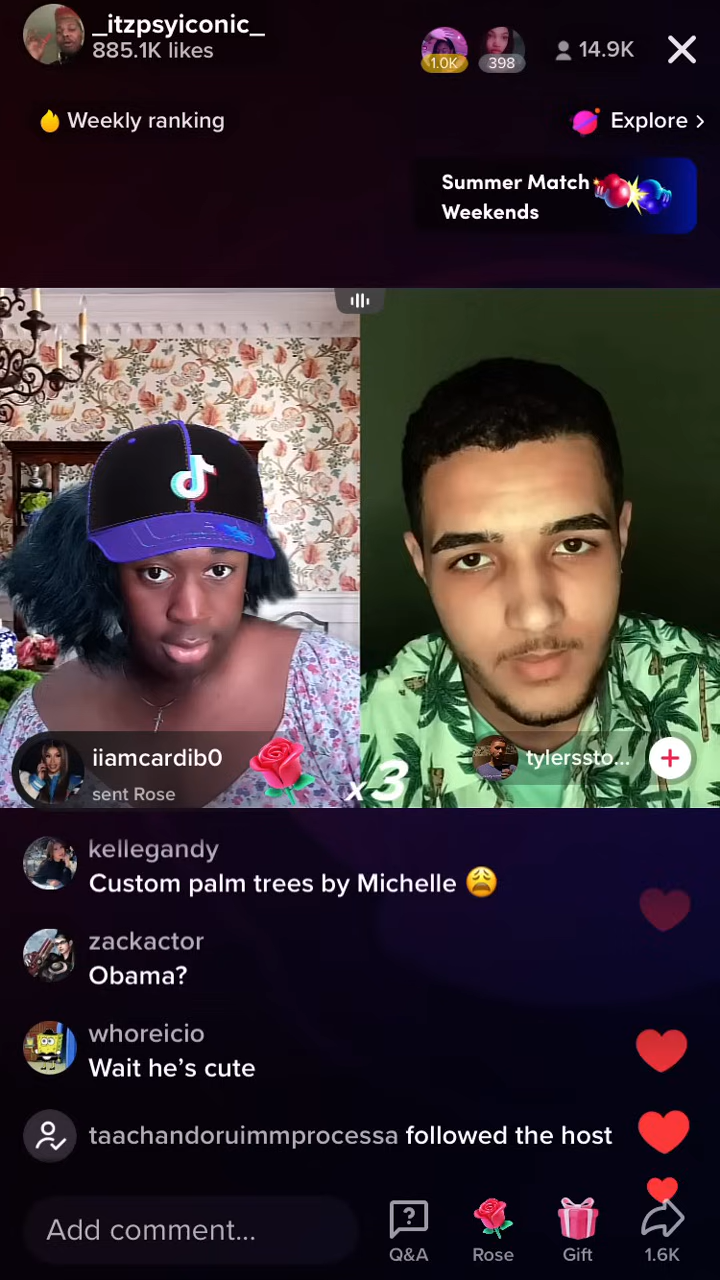 _itzpsyiconic_
885.1K likes
1.0K
398
14.9K
Weekly ranking
Explore >
Summer Match
Weekends
iiamcardib0
sent Rose
x3
tylerssto...
kellegandy
Custom palm trees by Michelle 😩
zackactor
Obama?
whoreicio
Wait he's cute
taachandoruimmprocessa followed the host
Add comment...
Q&A
Rose
Gift
1.6K